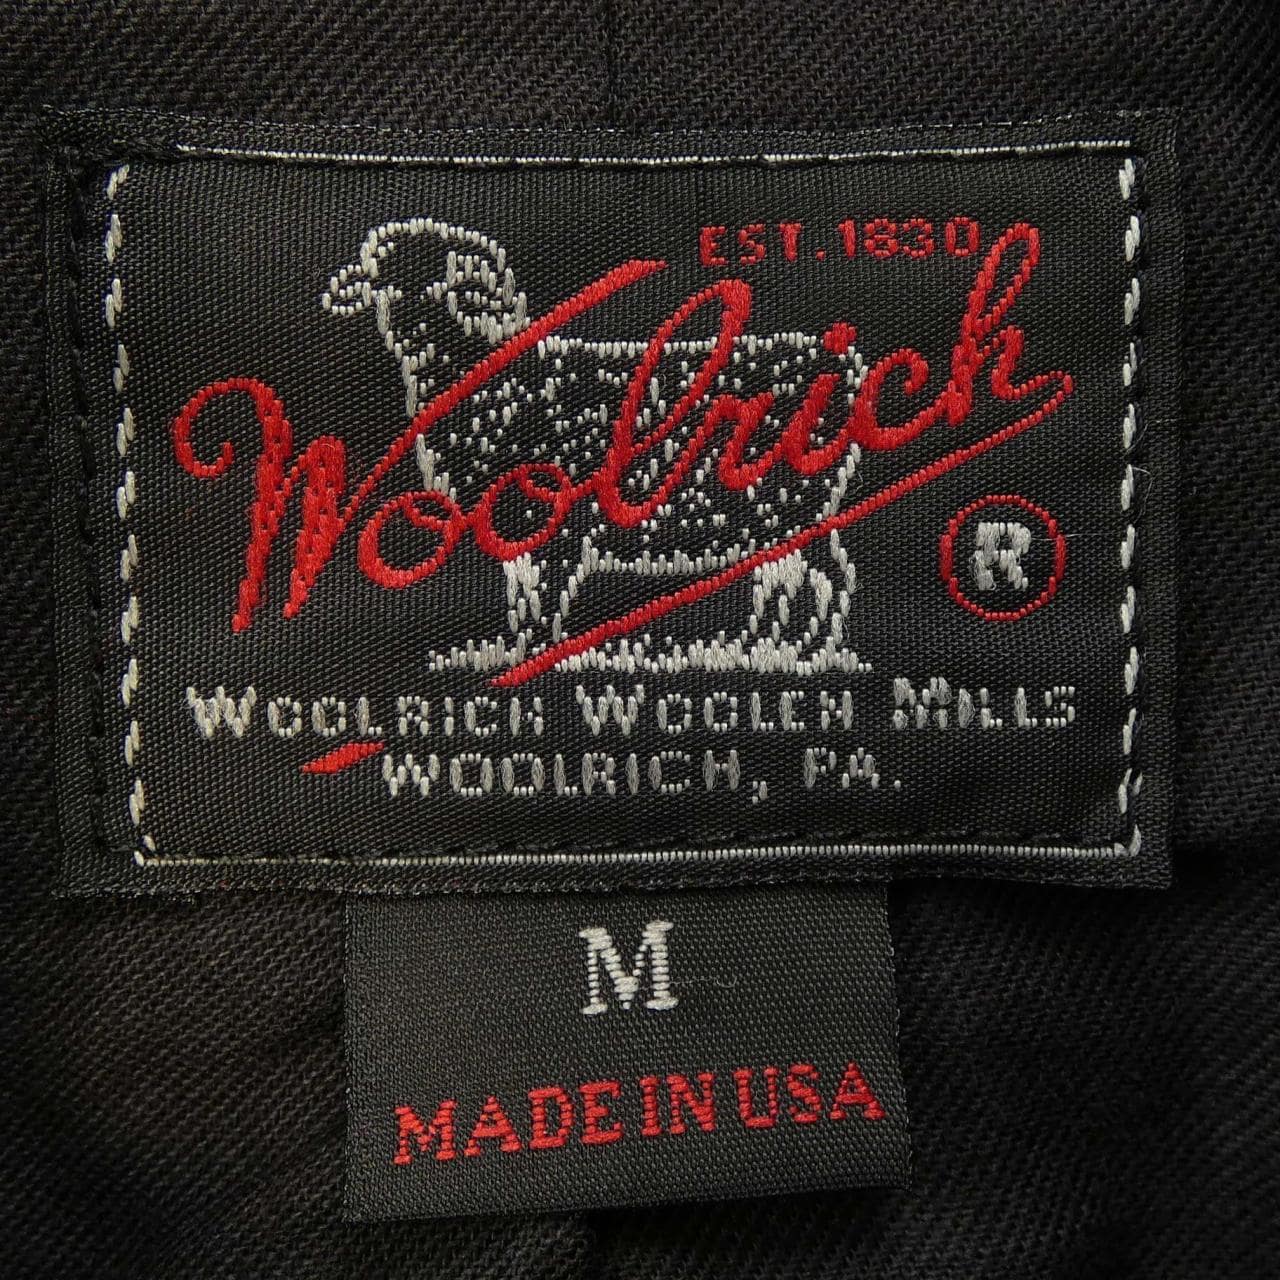 EST. 1830
Woolrich
®
WOOLRICH WOOLEN MILLS
WOOLRICH, PA.
M
MADE IN USA